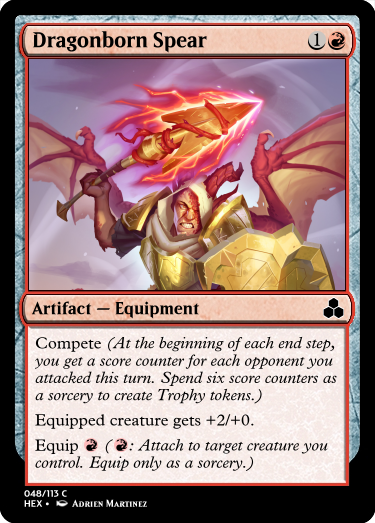 Dragonborn Spear 1
Artifact — Equipment
Compete (At the beginning of each end step,
you get a score counter for each opponent you
attacked this turn. Spend six score counters as
a sorcery to create Trophy tokens.)
Equipped creature gets +2/+0.
Equip (: Attach to target creature you
control. Equip only as a sorcery.)
048/113 C
HEX • Adrien Martinez